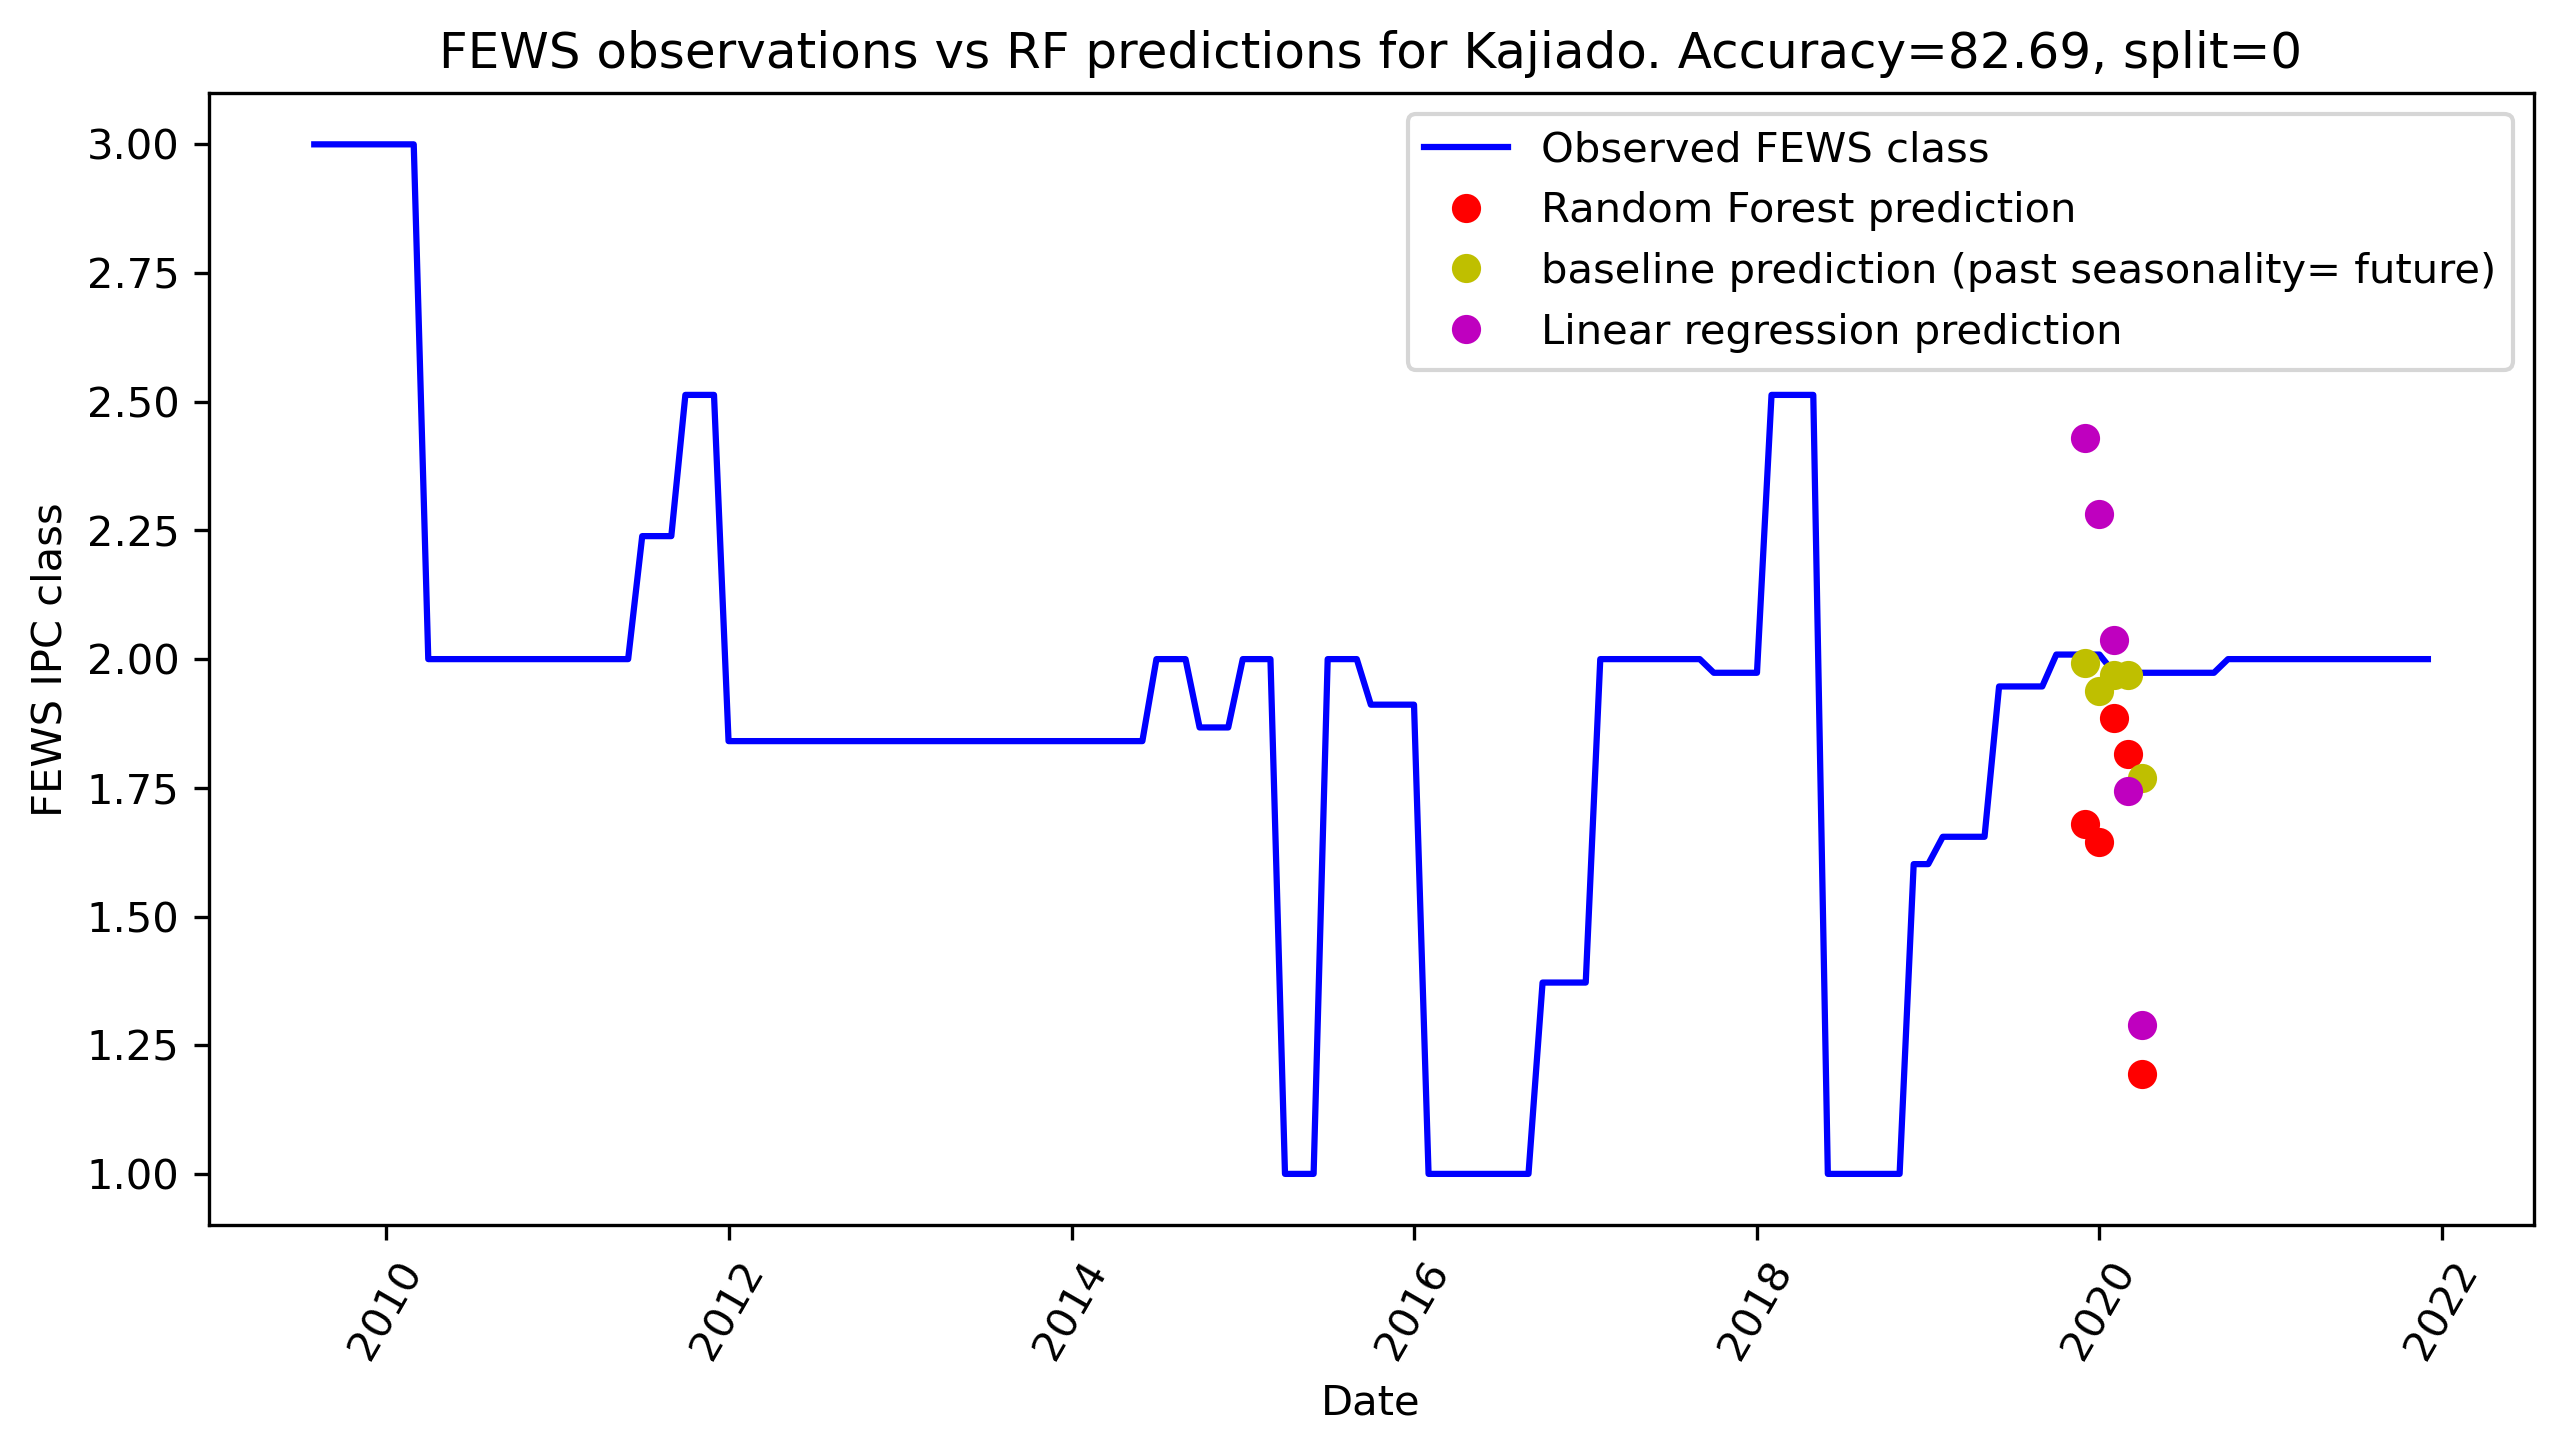 FEWS observations vs RF predictions for Kajiado. Accuracy=82.69, split=0
Observed FEWS class
Random Forest prediction
baseline prediction (past seasonality= future)
Linear regression prediction
FEWS IPC class
3.00
2.75
2.50
2.25
2.00
1.75
1.50
1.25
1.00
2010
2012
2014
2016
2018
2020
2022
Date